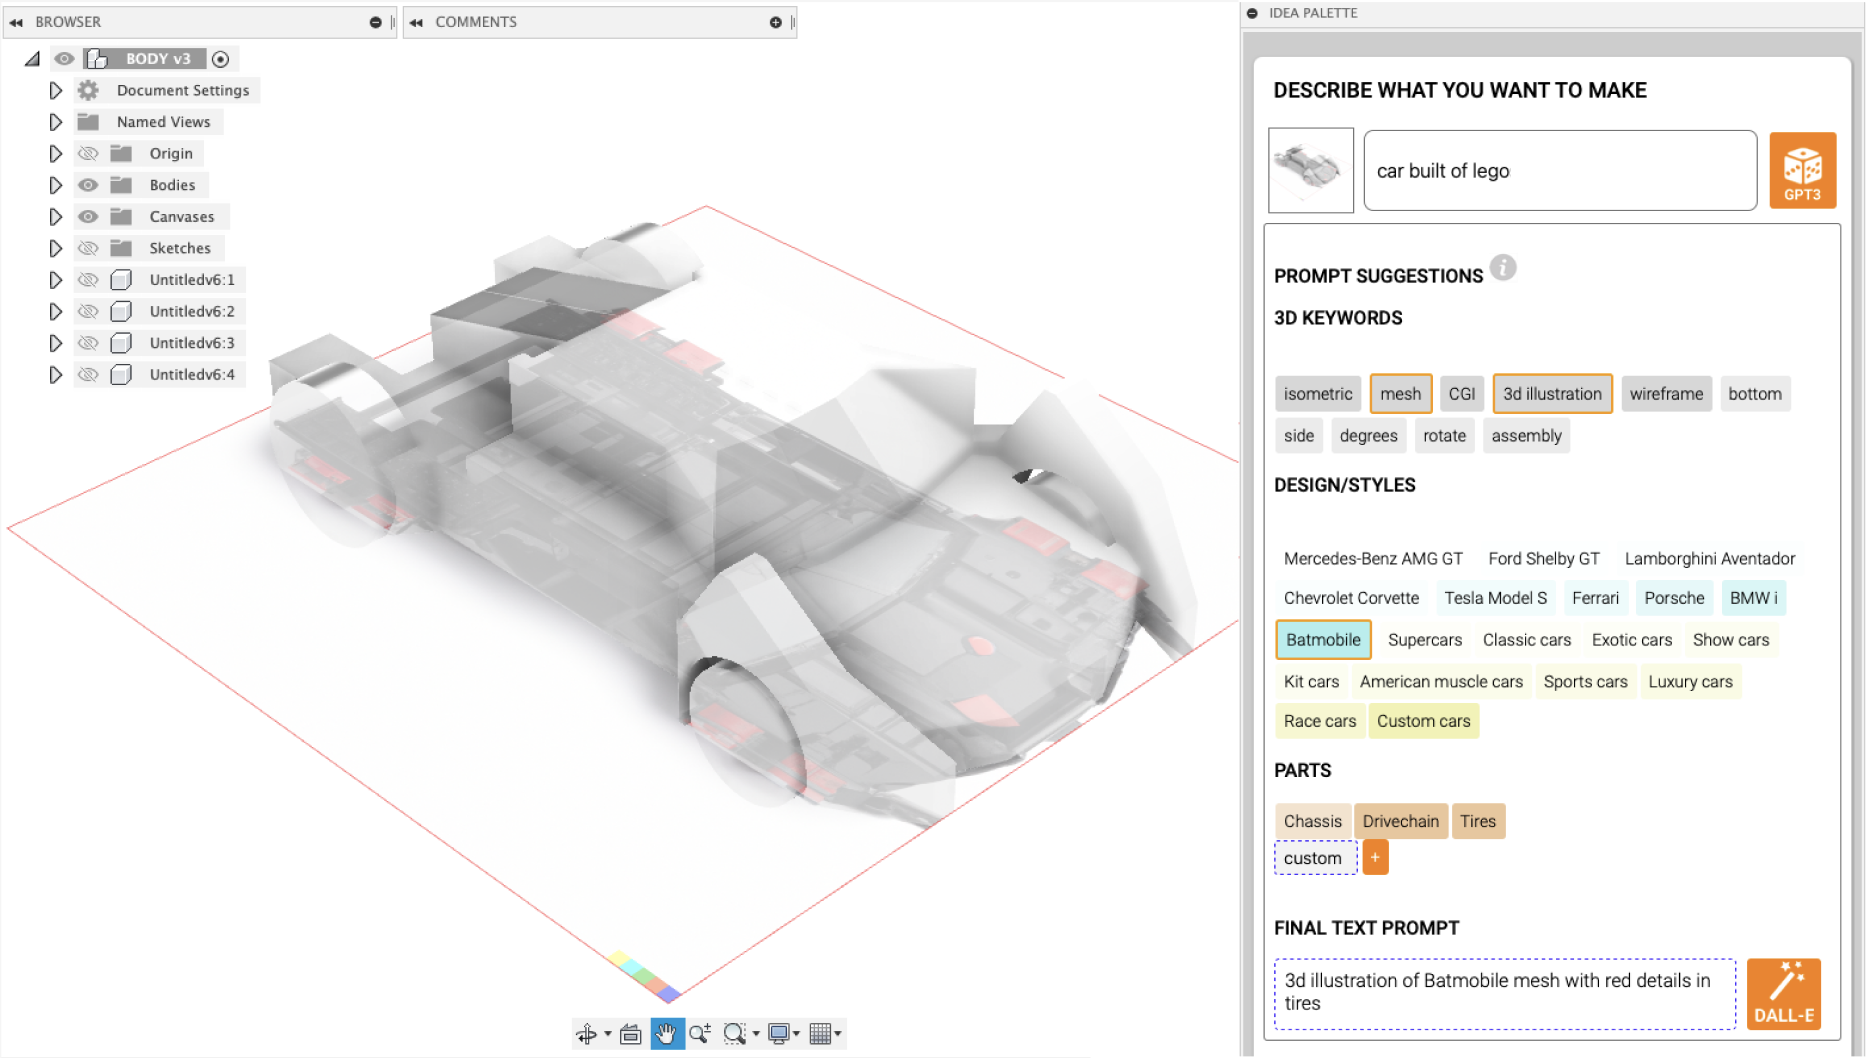 BROWSER
COMMENTS
BODY v3
Document Settings
Named Views
Origin
Bodies
Canvases
Sketches
Untitledv6:1
Untitledv6:2
Untitledv6:3
Untitledv6:4
IDEA PALETTE
DESCRIBE WHAT YOU WANT TO MAKE
car built of lego
GPT3
PROMPT SUGGESTIONS i
3D KEYWORDS
isometric mesh CGI 3d illustration wireframe bottom
side degrees rotate assembly
DESIGN/STYLES
Mercedes-Benz AMG GT Ford Shelby GT Lamborghini Aventador
Chevrolet Corvette Tesla Model S Ferrari Porsche BMW i
Batmobile Supercars Classic cars Exotic cars Show cars
Kit cars American muscle cars Sports cars Luxury cars
Race cars Custom cars
PARTS
Chassis Drivechain Tires
custom +
FINAL TEXT PROMPT
3d illustration of Batmobile mesh with red details in
tires
DALL-E